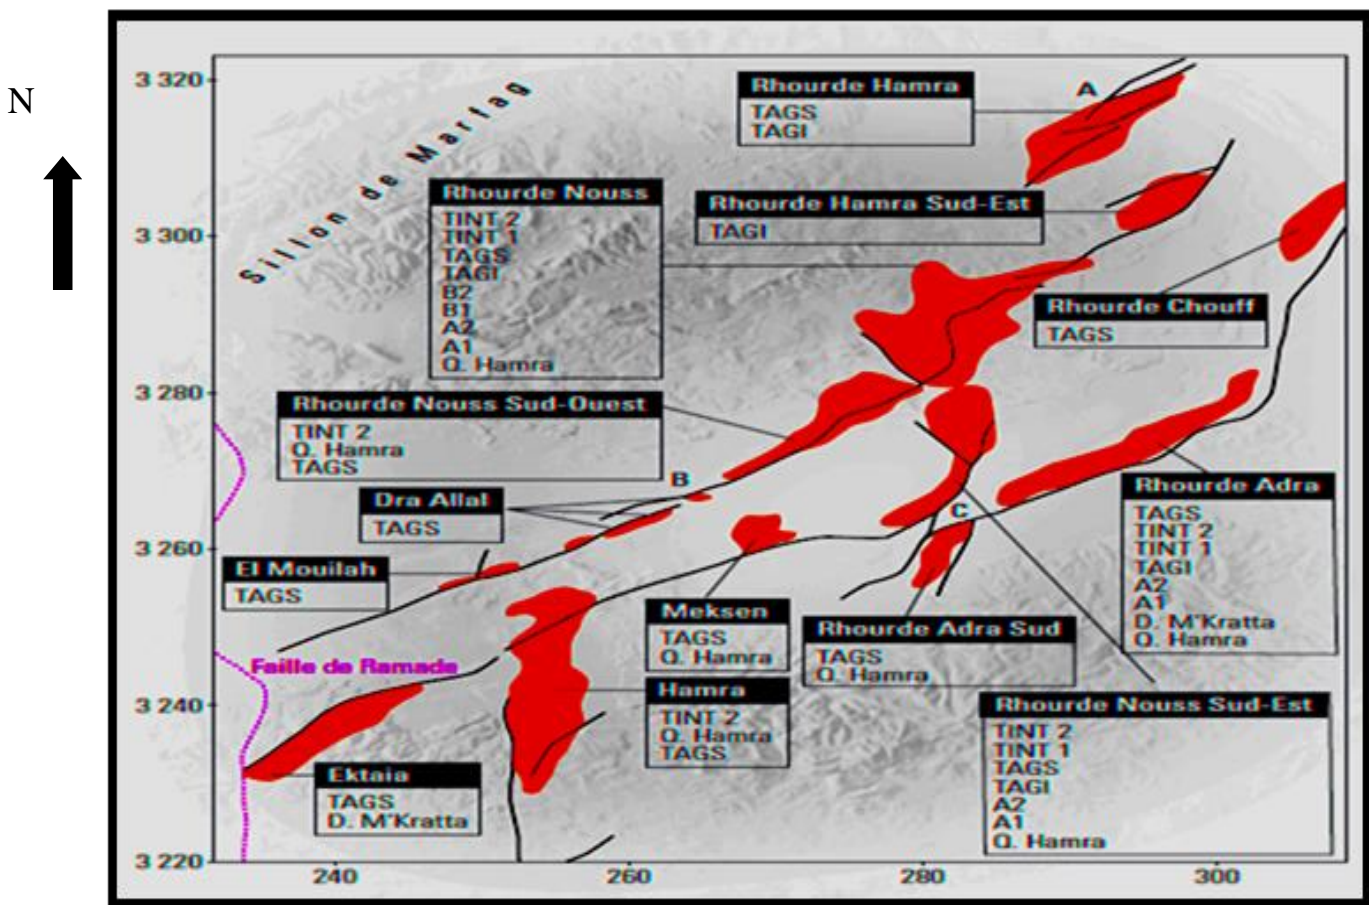 N
3 320
3 300
3 280
3 260
3 240
3 220
240
260
280
300
Sillon de Martag
Rhourde Hamra
TAGS
TAGI
A
Rhourde Nouss
TINT 2
TINT 1
TAGS
TAGI
B2
B1
A2
A1
Q. Hamra
Rhourde Hamra Sud-Est
TAGI
Rhourde Chouff
TAGS
Rhourde Nouss Sud-Ouest
TINT 2
Q. Hamra
TAGS
B
Dra Allal
TAGS
El Mouilah
TAGS
C
Rhourde Adra
TAGS
TINT 2
TINT 1
TAGI
A2
A1
D. M'Kratta
Q. Hamra
Meksen
TAGS
Q. Hamra
Rhourde Adra Sud
TAGS
Q. Hamra
Faille de Ramade
Hamra
TINT 2
Q. Hamra
TAGS
Rhourde Nouss Sud-Est
TINT 2
TINT 1
TAGS
TAGI
A2
A1
Q. Hamra
Ektaia
TAGS
D. M'Kratta